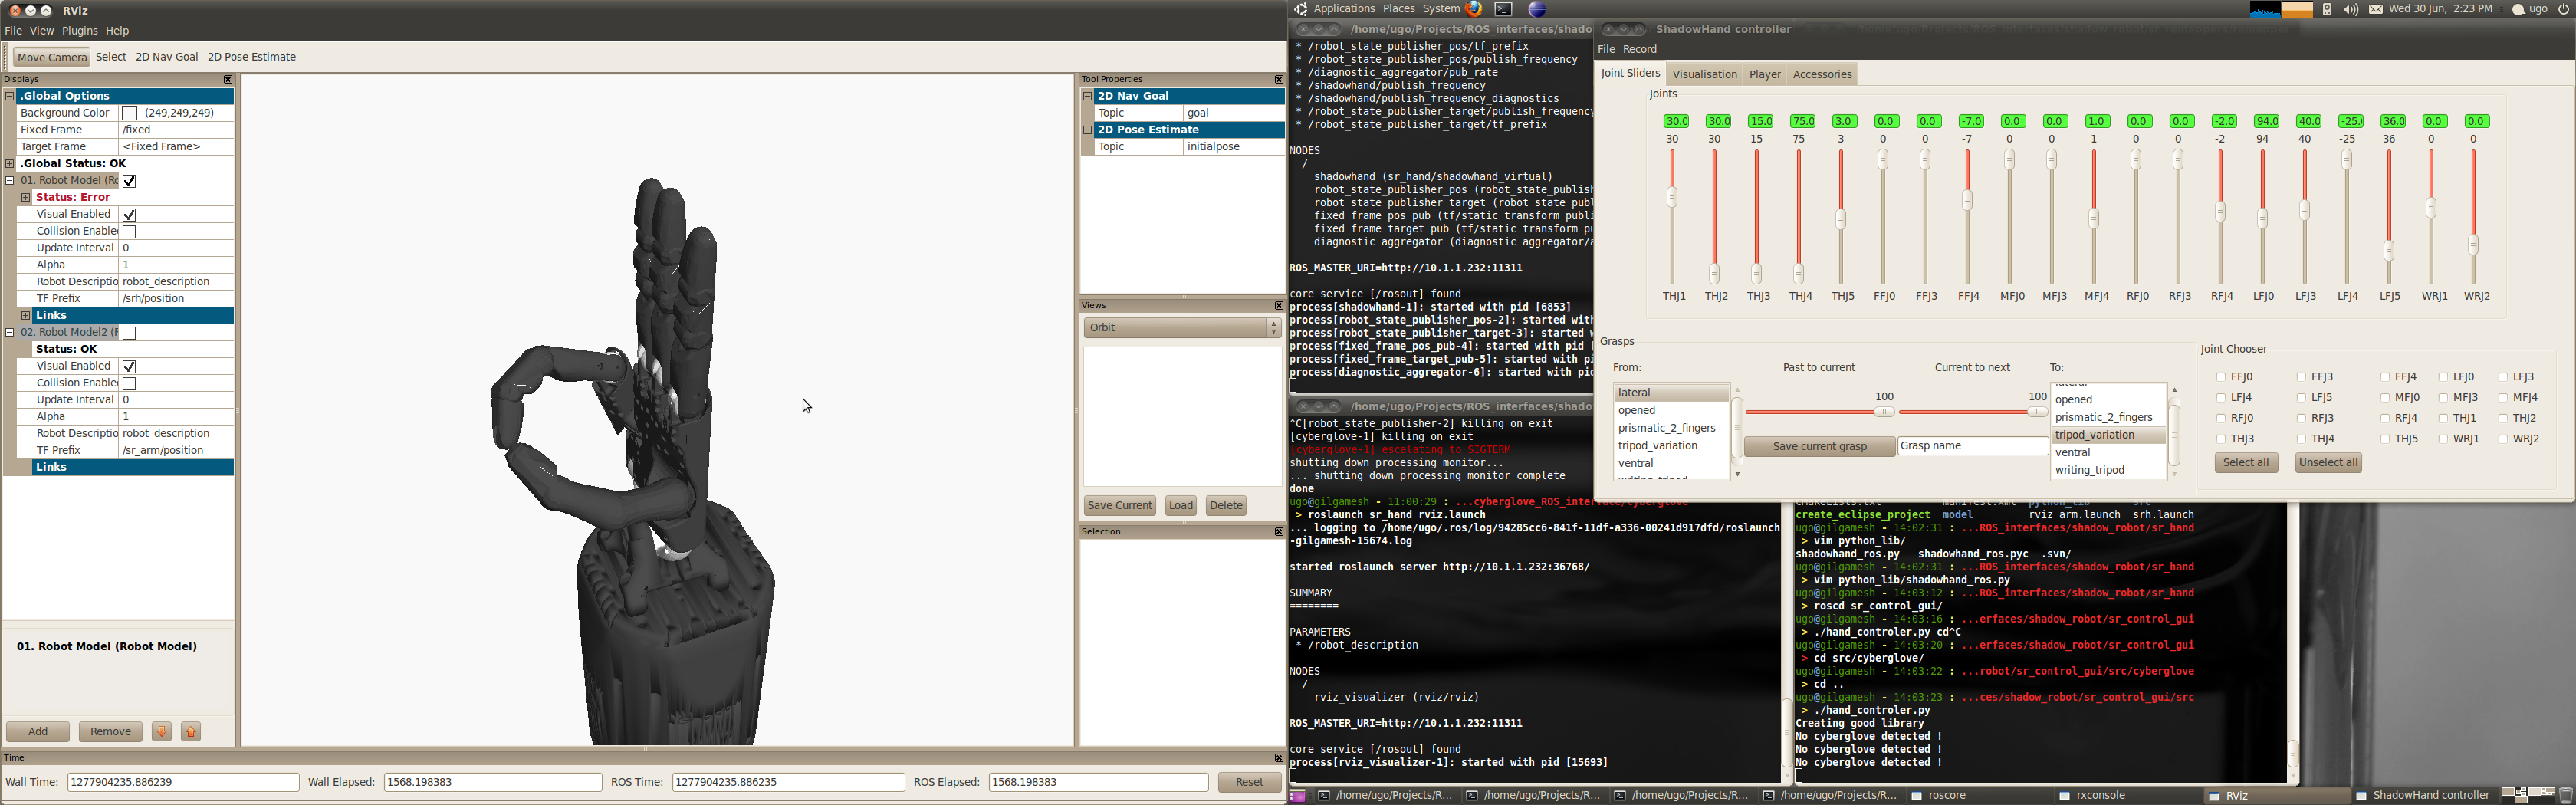 RViz
File View Plugins Help
Move Camera Select 2D Nav Goal 2D Pose Estimate
Displays
.Global Options
Background Color (249,249,249)
Fixed Frame /fixed
Target Frame <Fixed Frame>
.Global Status: OK
01. Robot Model (Ro
Status: Error
Visual Enabled
Collision Enable
Update Interval 0
Alpha 1
Robot Descriptio robot_description
TF Prefix /srh/position
Links
02. Robot Model2 (F
Status: OK
Visual Enabled
Collision Enable
Update Interval 0
Alpha 1
Robot Descriptio robot_description
TF Prefix /sr_arm/position
Links
01. Robot Model (Robot Model)
Add Remove
Tool Properties
2D Nav Goal
Topic goal
2D Pose Estimate
Topic initialpose
Views
Orbit
Save Current Load Delete
Selection
Time
Wall Time: 1277904235.886239 Wall Elapsed: 1568.198383 ROS Time: 1277904235.886235 ROS Elapsed: 1568.198383 Reset
Applications Places System Wed 30 Jun, 2:23 PM ugo
/home/ugo/Projects/ROS_interfaces/shado
* /robot_state_publisher_pos/tf_prefix
* /robot_state_publisher_pos/publish_frequency
* /diagnostic_aggregator/pub_rate
* /shadowhand/publish_frequency
* /shadowhand/publish_frequency_diagnostics
* /robot_state_publisher_target/publish_frequency
* /robot_state_publisher_target/tf_prefix
NODES
/
shadowhand (sr_hand/shadowhand_virtual)
robot_state_publisher_pos (robot_state_publish
robot_state_publisher_target (robot_state_publ
fixed_frame_pos_pub (tf/static_transform_publi
fixed_frame_target_pub (tf/static_transform_pu
diagnostic_aggregator (diagnostic_aggregator/a
ROS_MASTER_URI=http://10.1.1.232:11311
core service [/rosout] found
process[shadowhand-1]: started with pid [6853]
process[robot_state_publisher_pos-2]: started with
process[robot_state_publisher_target-3]: started w
process[fixed_frame_pos_pub-4]: started with pid [
process[fixed_frame_target_pub-5]: started with pi
process[diagnostic_aggregator-6]: started with pid
/home/ugo/Projects/ROS_interfaces/shado
^C[robot_state_publisher-2] killing on exit
[cyberglove-1] killing on exit
[cyberglove-1] escalating to SIGTERM
shutting down processing monitor...
... shutting down processing monitor complete
done
ugo@gilgamesh - 11:00:29 : ...cyberglove_ROS_interface/cyberglove
> roslaunch sr_hand rviz.launch
... logging to /home/ugo/.ros/log/94285cc6-841f-11df-a336-00241d917dfd/roslaunch
-gilgamesh-15674.log
started roslaunch server http://10.1.1.232:36768/
SUMMARY
========
PARAMETERS
* /robot_description
NODES
/
rviz_visualizer (rviz/rviz)
ROS_MASTER_URI=http://10.1.1.232:11311
core service [/rosout] found
process[rviz_visualizer-1]: started with pid [15693]
ShadowHand controller
File Record
Joint Sliders Visualisation Player Accessories
Joints
30.0 30.0 15.0 75.0 3.0 0.0 0.0 -7.0 0.0 0.0 1.0 0.0 0.0 -2.0 94.0 40.0 -25.( 36.0 0.0 0.0
30 30 15 75 3 0 0 -7 0 0 1 0 0 -2 94 40 -25 36 0 0
THJ1 THJ2 THJ3 THJ4 THJ5 FFJ0 FFJ3 FFJ4 MFJ0 MFJ3 MFJ4 RFJ0 RFJ3 RFJ4 LFJ0 LFJ3 LFJ4 LFJ5 WRJ1 WRJ2
Grasps
From: Past to current Current to next To:
lateral
opened
prismatic_2_fingers
tripod_variation
ventral
writing_tripod
100 100
Save current grasp Grasp name
lateral
opened
prismatic_2_fingers
tripod_variation
ventral
writing_tripod
Joint Chooser
FFJ0 FFJ3 FFJ4 LFJ0 LFJ3
LFJ4 LFJ5 MFJ0 MFJ3 MFJ4
RFJ0 RFJ3 RFJ4 THJ1 THJ2
THJ3 THJ4 THJ5 WRJ1 WRJ2
Select all Unselect all
CMakeLists.txt manifest.xml python_lib src
create_eclipse_project model rviz_arm.launch srh.launch
ugo@gilgamesh - 14:02:31 : ...ROS_interfaces/shadow_robot/sr_hand
> vim python_lib/
shadowhand_ros.py shadowhand_ros.pyc .svn/
ugo@gilgamesh - 14:02:31 : ...ROS_interfaces/shadow_robot/sr_hand
> vim python_lib/shadowhand_ros.py
ugo@gilgamesh - 14:03:12 : ...ROS_interfaces/shadow_robot/sr_hand
> roscd sr_control_gui/
ugo@gilgamesh - 14:03:16 : ...erfaces/shadow_robot/sr_control_gui
> ./hand_controler.py cd^C
ugo@gilgamesh - 14:03:20 : ...erfaces/shadow_robot/sr_control_gui
> cd src/cyberglove/
ugo@gilgamesh - 14:03:22 : ...robot/sr_control_gui/src/cyberglove
> cd ..
ugo@gilgamesh - 14:03:23 : ...ces/shadow_robot/sr_control_gui/src
> ./hand_controler.py
Creating good library
No cyberglove detected !
No cyberglove detected !
No cyberglove detected !
/home/ugo/Projects/R... /home/ugo/Projects/R... /home/ugo/Projects/R... /home/ugo/Projects/R... roscore rxconsole RViz ShadowHand controller